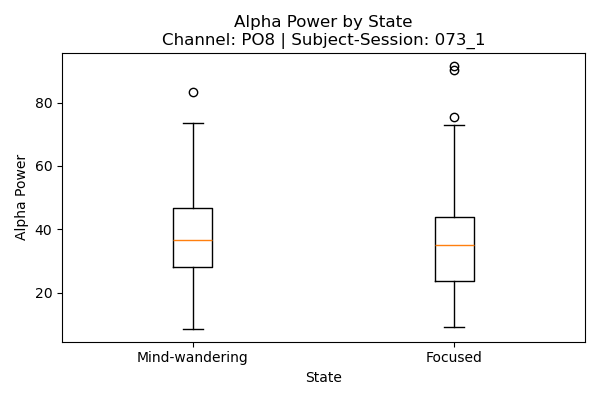 Alpha Power by State
Channel: PO8 | Subject-Session: 073_1
80
60
40
20
Alpha Power
Mind-wandering
Focused
State